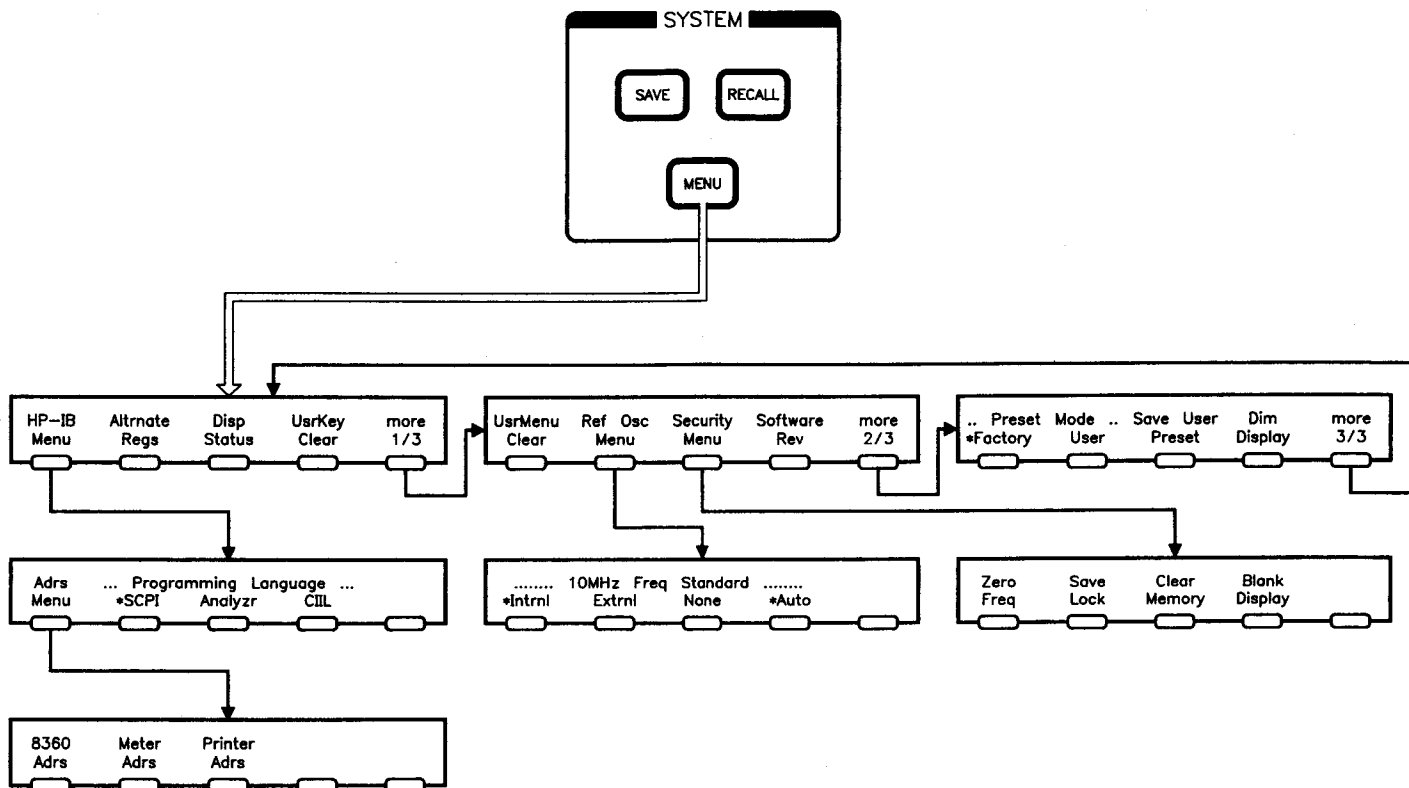 SYSTEM
SAVE RECALL
MENU
HP-IB Altrnate Disp UsrKey more
Menu Regs Status Clear 1/3
UsrMenu Ref Osc Security Software more
Clear Menu Menu Rev 2/3
.. Preset Mode .. Save User Dim more
*Factory User Preset Display 3/3
Adrs ... Programming Language ...
Menu *SCPI Analyzr CIIL
........ 10MHz Freq Standard ........
*Intrnl Extrnl None *Auto
Zero Save Clear Blank
Freq Lock Memory Display
8360 Meter Printer
Adrs Adrs Adrs